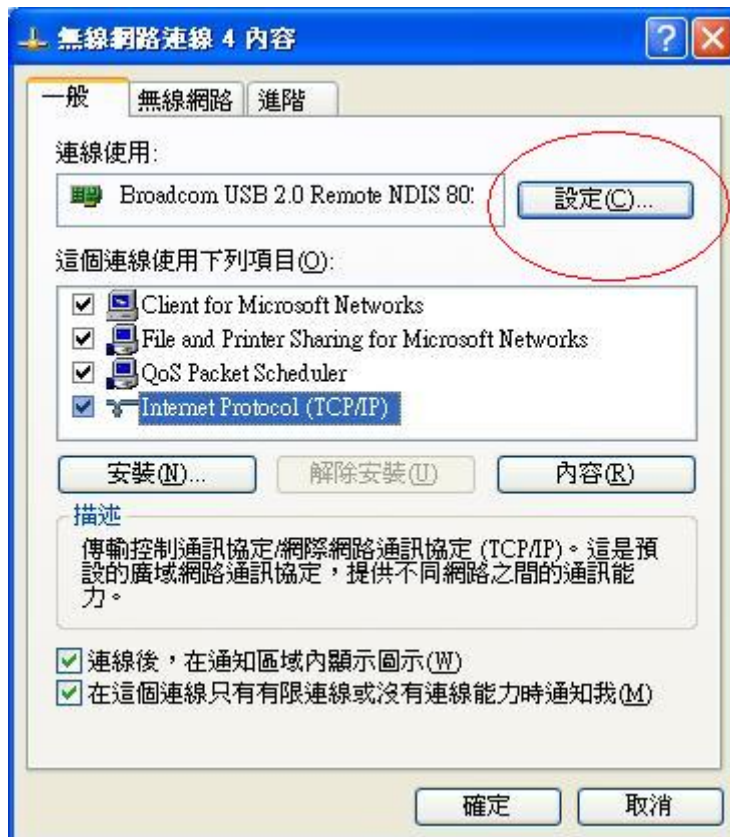 無線網路連線 4 內容
一般 無線網路 進階
連線使用:
Broadcom USB 2.0 Remote NDIS 80: 設定(C)...
這個連線使用下列項目(O):
Client for Microsoft Networks
File and Printer Sharing for Microsoft Networks
QoS Packet Scheduler
Internet Protocol (TCP/IP)
安裝(N)... 解除安裝(U) 內容(R)
描述
傳輸控制通訊協定/網際網路通訊協定 (TCP/IP)。這是預
設的廣域網路通訊協定，提供不同網路之間的通訊能
力。
連線後，在通知區域內顯示圖示(W)
在這個連線只有有限連線或沒有連線能力時通知我(M)
確定 取消